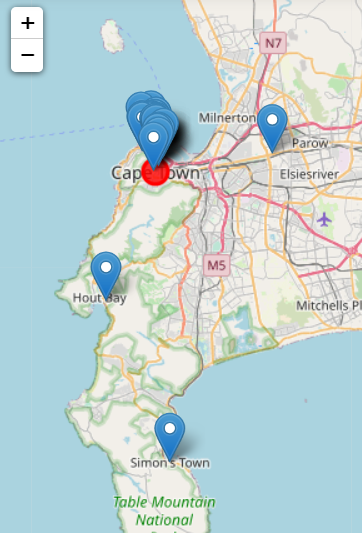 +
−
N7
Milnerton
Parow
Cape Town
Elsiesriver
M5
Hout Bay
Mitchells Pl
Simon's Town
Table Mountain
National